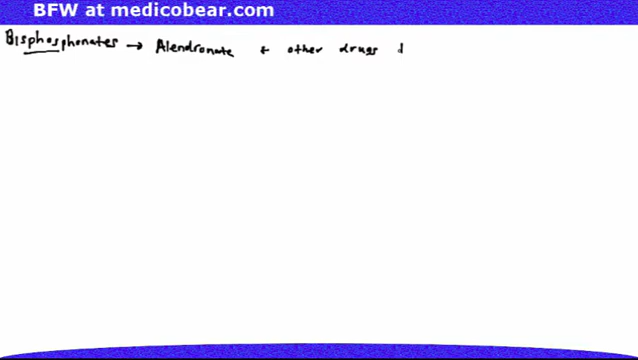 BFW at medicobear.com
Bisphosphonates → Alendronate + other drugs